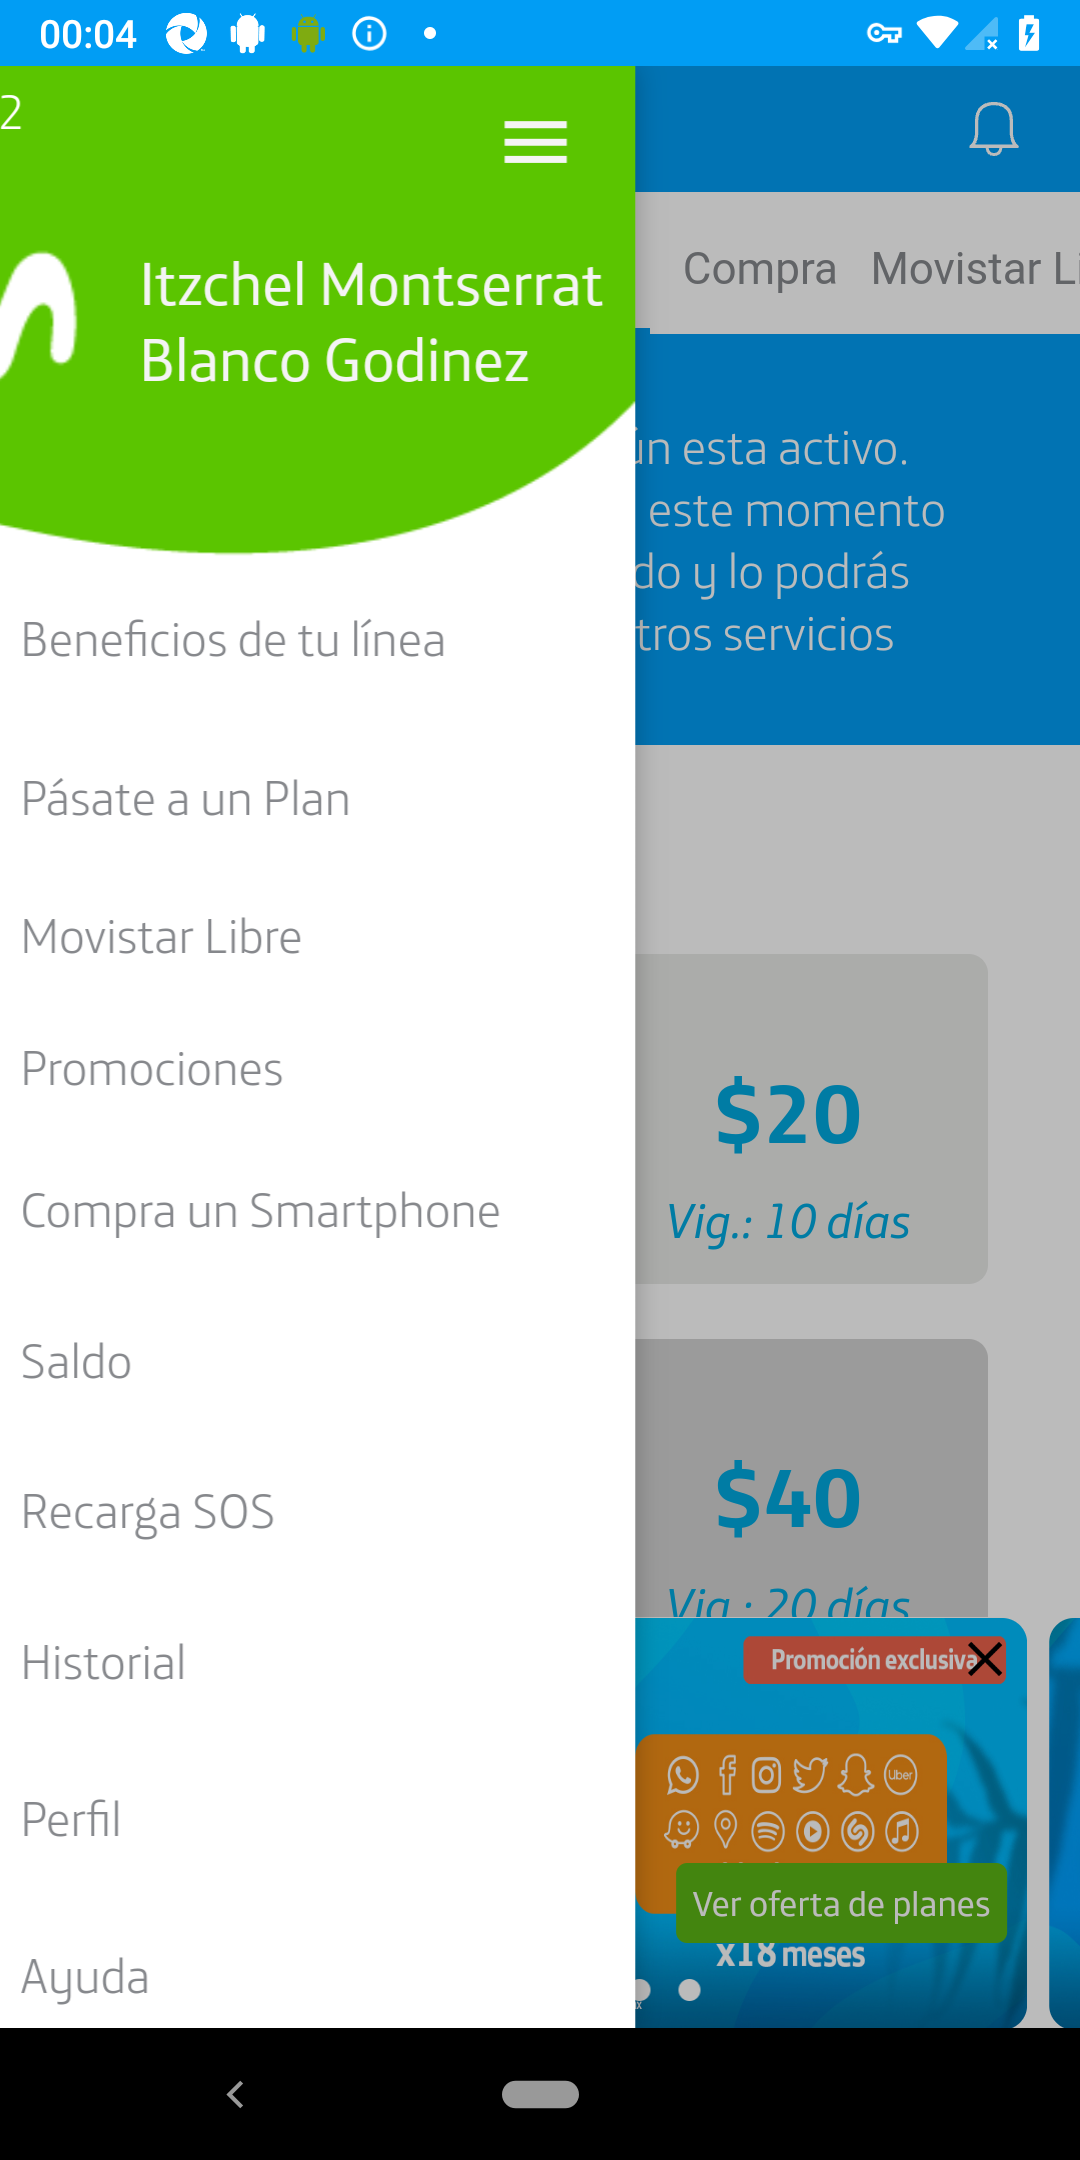 00:04
2
Itzchel Montserrat
Blanco Godinez
Beneficios de tu línea
Pásate a un Plan
Movistar Libre
Promociones
Compra un Smartphone
Saldo
Recarga SOS
Historial
Perfil
Ayuda
Compra Movistar Li
ún esta activo.
este momento
do y lo podrás
tros servicios
$20
Vig.: 10 días
$40
Vig.: 20 días
Promoción exclusiva
Uber
Ver oferta de planes
x18 meses